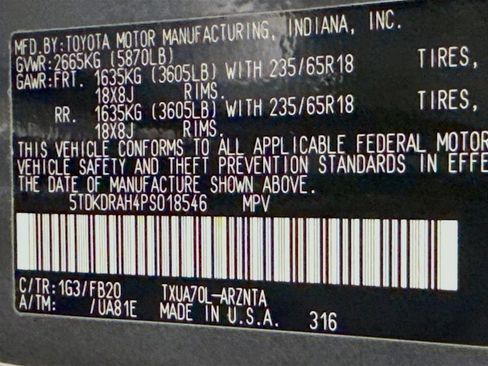 MFD.BY:TOYOTA MOTOR MANUFACTURING, INDIANA, INC.
GVWR:2665KG (5870LB)
GAWR:FRT. 1635KG (3605LB) WITH 235/65R18 TIRES,
18X8J RIMS.
RR. 1635KG (3605LB) WITH 235/65R18 TIRES,
18X8J RIMS.
THIS VEHICLE CONFORMS TO ALL APPLICABLE FEDERAL MOTOR
VEHICLE SAFETY AND THEFT PREVENTION STANDARDS IN EFFE
THE DATE OF MANUFACTURE SHOWN ABOVE.
5TDKDRAH4PS018546 MPV
C/TR:1G3/FB20 TXUA70L-ARZNTA
A/TM: /UA81E MADE IN U.S.A. 316